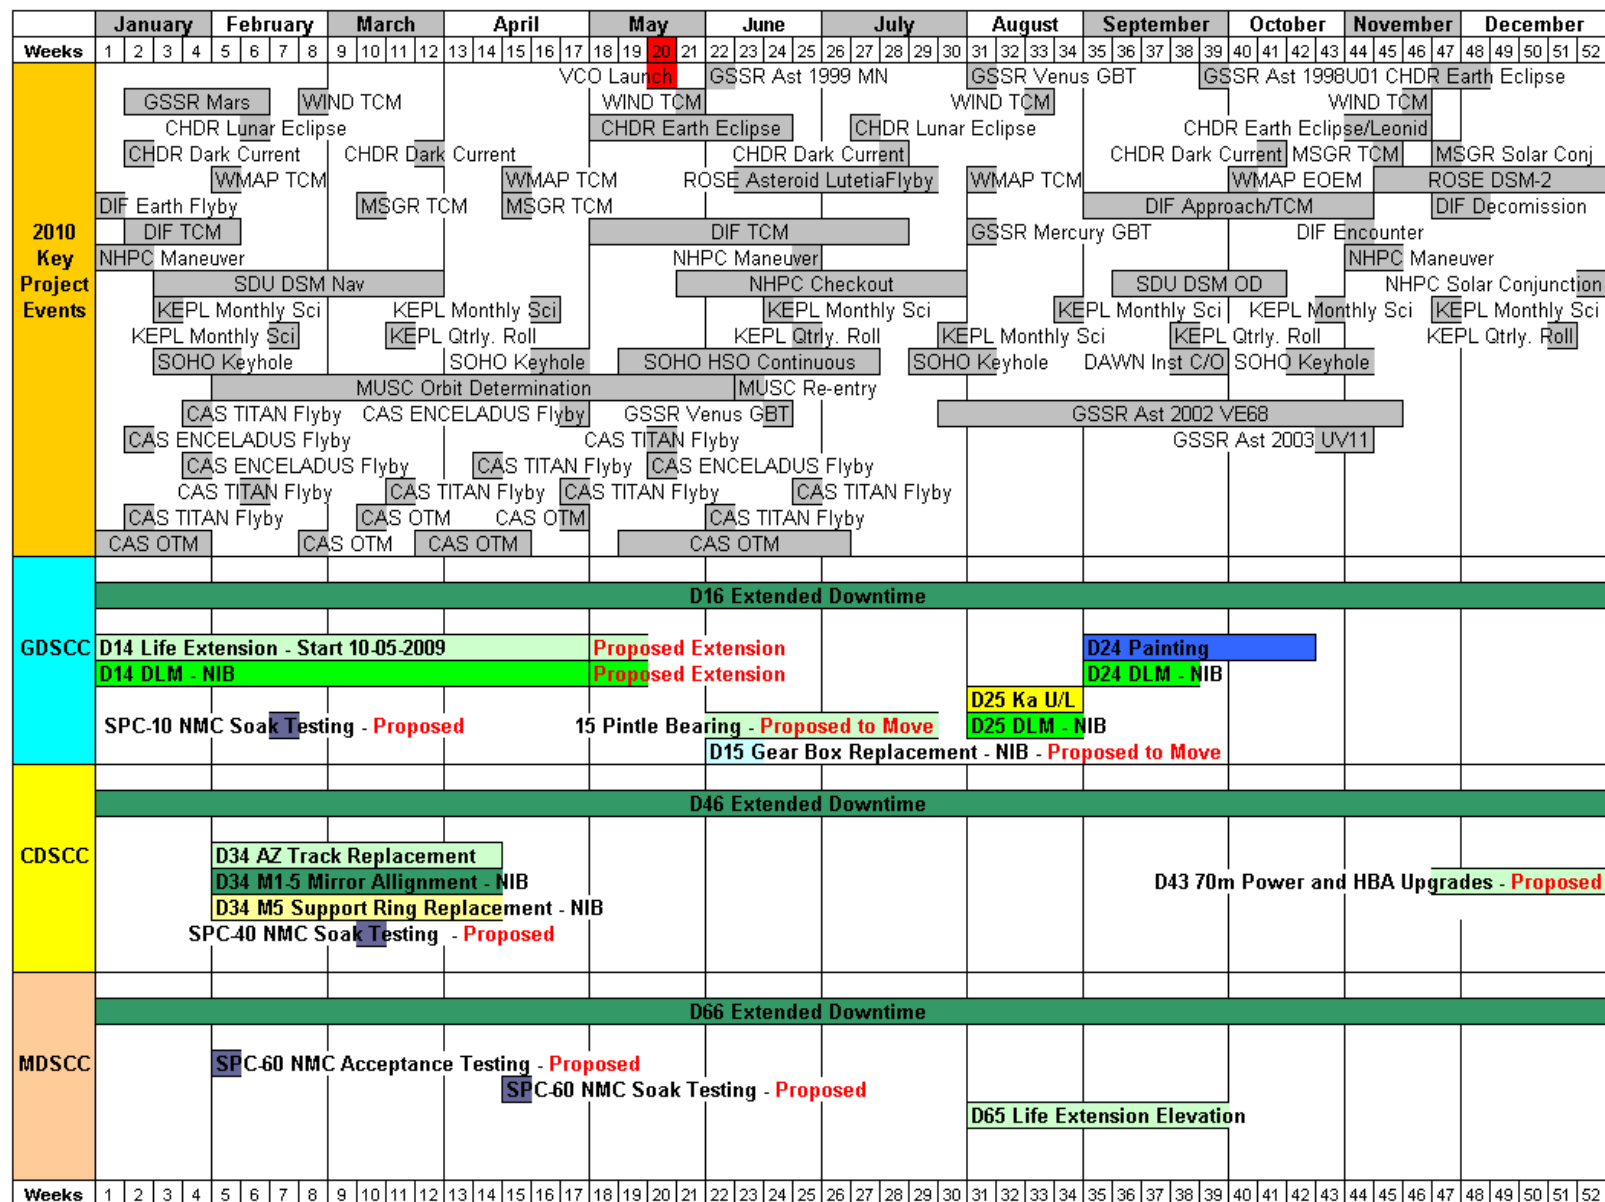 January February March April May June July August September October November December
Weeks 1 2 3 4 5 6 7 8 9 10 11 12 13 14 15 16 17 18 19 20 21 22 23 24 25 26 27 28 29 30 31 32 33 34 35 36 37 38 39 40 41 42 43 44 45 46 47 48 49 50 51 52
VCO Launch GSSR Ast 1999 MN GSSR Venus GBT GSSR Ast 1998U01 CHDR Earth Eclipse
GSSR Mars WIND TCM WIND TCM WIND TCM WIND TCM
CHDR Lunar Eclipse CHDR Earth Eclipse CHDR Lunar Eclipse CHDR Earth Eclipse/Leonid
CHDR Dark Current CHDR Dark Current CHDR Dark Current CHDR Dark Current MSGR TCM MSGR Solar Conj
WMAP TCM WMAP TCM ROSE Asteroid LutetiaFlyby WMAP TCM WMAP EOEM ROSE DSM-2
DIF Earth Flyby MSGR TCM MSGR TCM DIF Approach/TCM DIF Decomission
2010 Key Project Events
DIF TCM DIF TCM GSSR Mercury GBT DIF Encounter
NHPC Maneuver NHPC Maneuver NHPC Maneuver
SDU DSM Nav NHPC Checkout SDU DSM OD NHPC Solar Conjunction
KEPL Monthly Sci KEPL Monthly Sci KEPL Monthly Sci KEPL Monthly Sci KEPL Monthly Sci KEPL Monthly Sci
KEPL Monthly Sci KEPL Qtrly. Roll KEPL Qtrly. Roll KEPL Monthly Sci KEPL Qtrly. Roll KEPL Qtrly. Roll
SOHO Keyhole SOHO Keyhole SOHO HSO Continuous SOHO Keyhole DAWN Inst C/O SOHO Keyhole
MUSC Orbit Determination MUSC Re-entry
CAS TITAN Flyby CAS ENCELADUS Flyby GSSR Venus GBT GSSR Ast 2002 VE68
CAS ENCELADUS Flyby CAS TITAN Flyby GSSR Ast 2003 UV11
CAS ENCELADUS Flyby CAS TITAN Flyby CAS ENCELADUS Flyby
CAS TITAN Flyby CAS TITAN Flyby CAS TITAN Flyby CAS TITAN Flyby
CAS TITAN Flyby CAS OTM CAS OTM CAS TITAN Flyby
CAS OTM CAS OTM CAS OTM CAS OTM
D16 Extended Downtime
GDSCC D14 Life Extension - Start 10-05-2009 Proposed Extension D24 Painting
D14 DLM - NIB Proposed Extension D24 DLM - NIB
D25 Ka U/L
SPC-10 NMC Soak Testing - Proposed 15 Pintle Bearing - Proposed to Move D25 DLM - NIB
D15 Gear Box Replacement - NIB - Proposed to Move
D46 Extended Downtime
CDSCC D34 AZ Track Replacement
D34 M1-5 Mirror Allignment - NIB D43 70m Power and HBA Upgrades - Proposed
D34 M5 Support Ring Replacement - NIB
SPC-40 NMC Soak Testing - Proposed
D66 Extended Downtime
MDSCC SPC-60 NMC Acceptance Testing - Proposed
SPC-60 NMC Soak Testing - Proposed
D65 Life Extension Elevation
Weeks 1 2 3 4 5 6 7 8 9 10 11 12 13 14 15 16 17 18 19 20 21 22 23 24 25 26 27 28 29 30 31 32 33 34 35 36 37 38 39 40 41 42 43 44 45 46 47 48 49 50 51 52